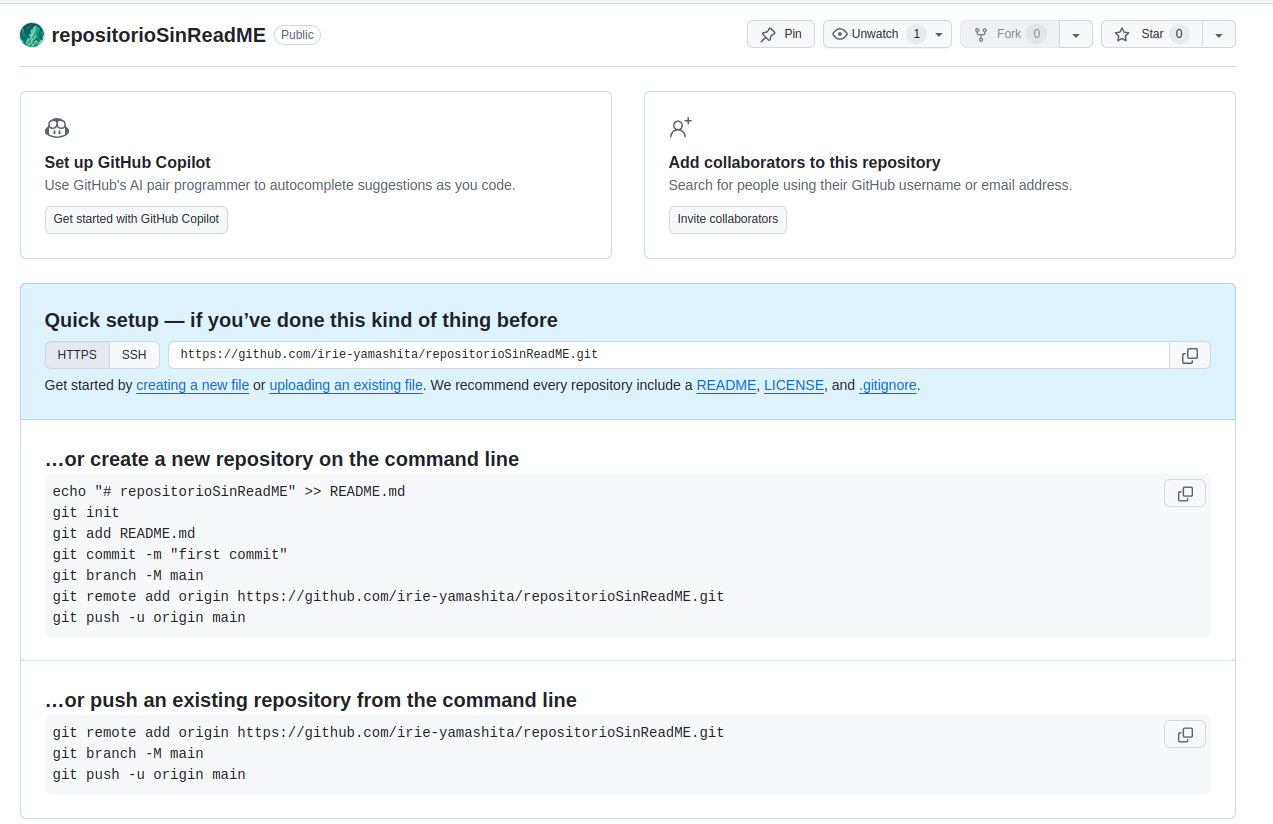 repositorioSinReadME Public
Pin Unwatch 1 Fork 0 Star 0
Set up GitHub Copilot
Use GitHub's AI pair programmer to autocomplete suggestions as you code.
Get started with GitHub Copilot
Add collaborators to this repository
Search for people using their GitHub username or email address.
Invite collaborators
Quick setup — if you’ve done this kind of thing before
HTTPS SSH https://github.com/irie-yamashita/repositorioSinReadME.git
Get started by creating a new file or uploading an existing file. We recommend every repository include a README, LICENSE, and .gitignore.
…or create a new repository on the command line
echo "# repositorioSinReadME" >> README.md
git init
git add README.md
git commit -m "first commit"
git branch -M main
git remote add origin https://github.com/irie-yamashita/repositorioSinReadME.git
git push -u origin main
…or push an existing repository from the command line
git remote add origin https://github.com/irie-yamashita/repositorioSinReadME.git
git branch -M main
git push -u origin main